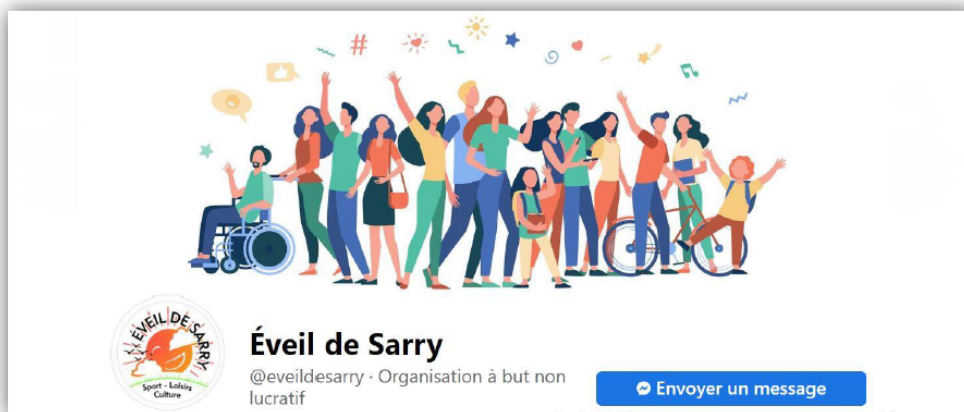 #
ÉVEIL DE SARRY
Sport - Loisirs
Culture
Éveil de Sarry
@eveildesarry · Organisation à but non
lucratif
Envoyer un message